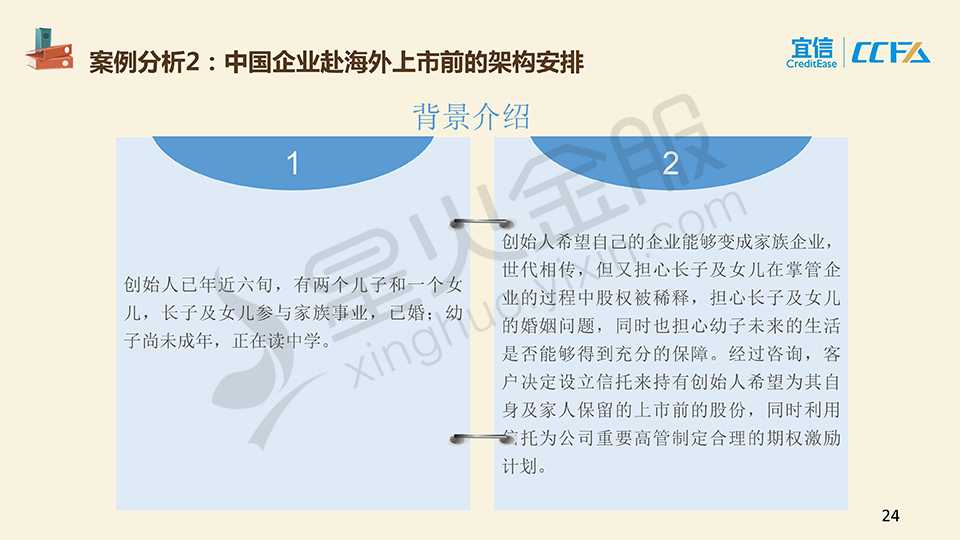 案例分析2：中国企业赴海外上市前的架构安排
宜信
CreditEase
CCFA
背景介绍
1
创始人已年近六旬，有两个儿子和一个女
儿，长子及女儿参与家族事业，已婚；幼
子尚未成年，正在读中学。
2
创始人希望自己的企业能够变成家族企业，
世代相传，但又担心长子及女儿在掌管企
业的过程中股权被稀释，担心长子及女儿
的婚姻问题，同时也担心幼子未来的生活
是否能够得到充分的保障。经过咨询，客
户决定设立信托来持有创始人希望为其自
身及家人保留的上市前的股份，同时利用
信托为公司重要高管制定合理的期权激励
计划。
星火金服
xinghuoyixin.com
24